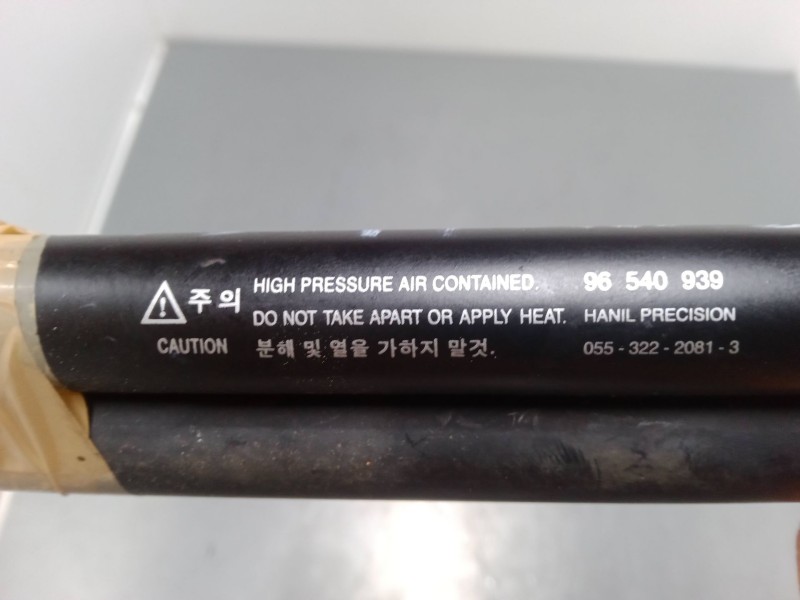 주의 HIGH PRESSURE AIR CONTAINED. 96 540 939
DO NOT TAKE APART OR APPLY HEAT. HANIL PRECISION
CAUTION 분해 및 열을 가하지 말것. 055-322-2081-3